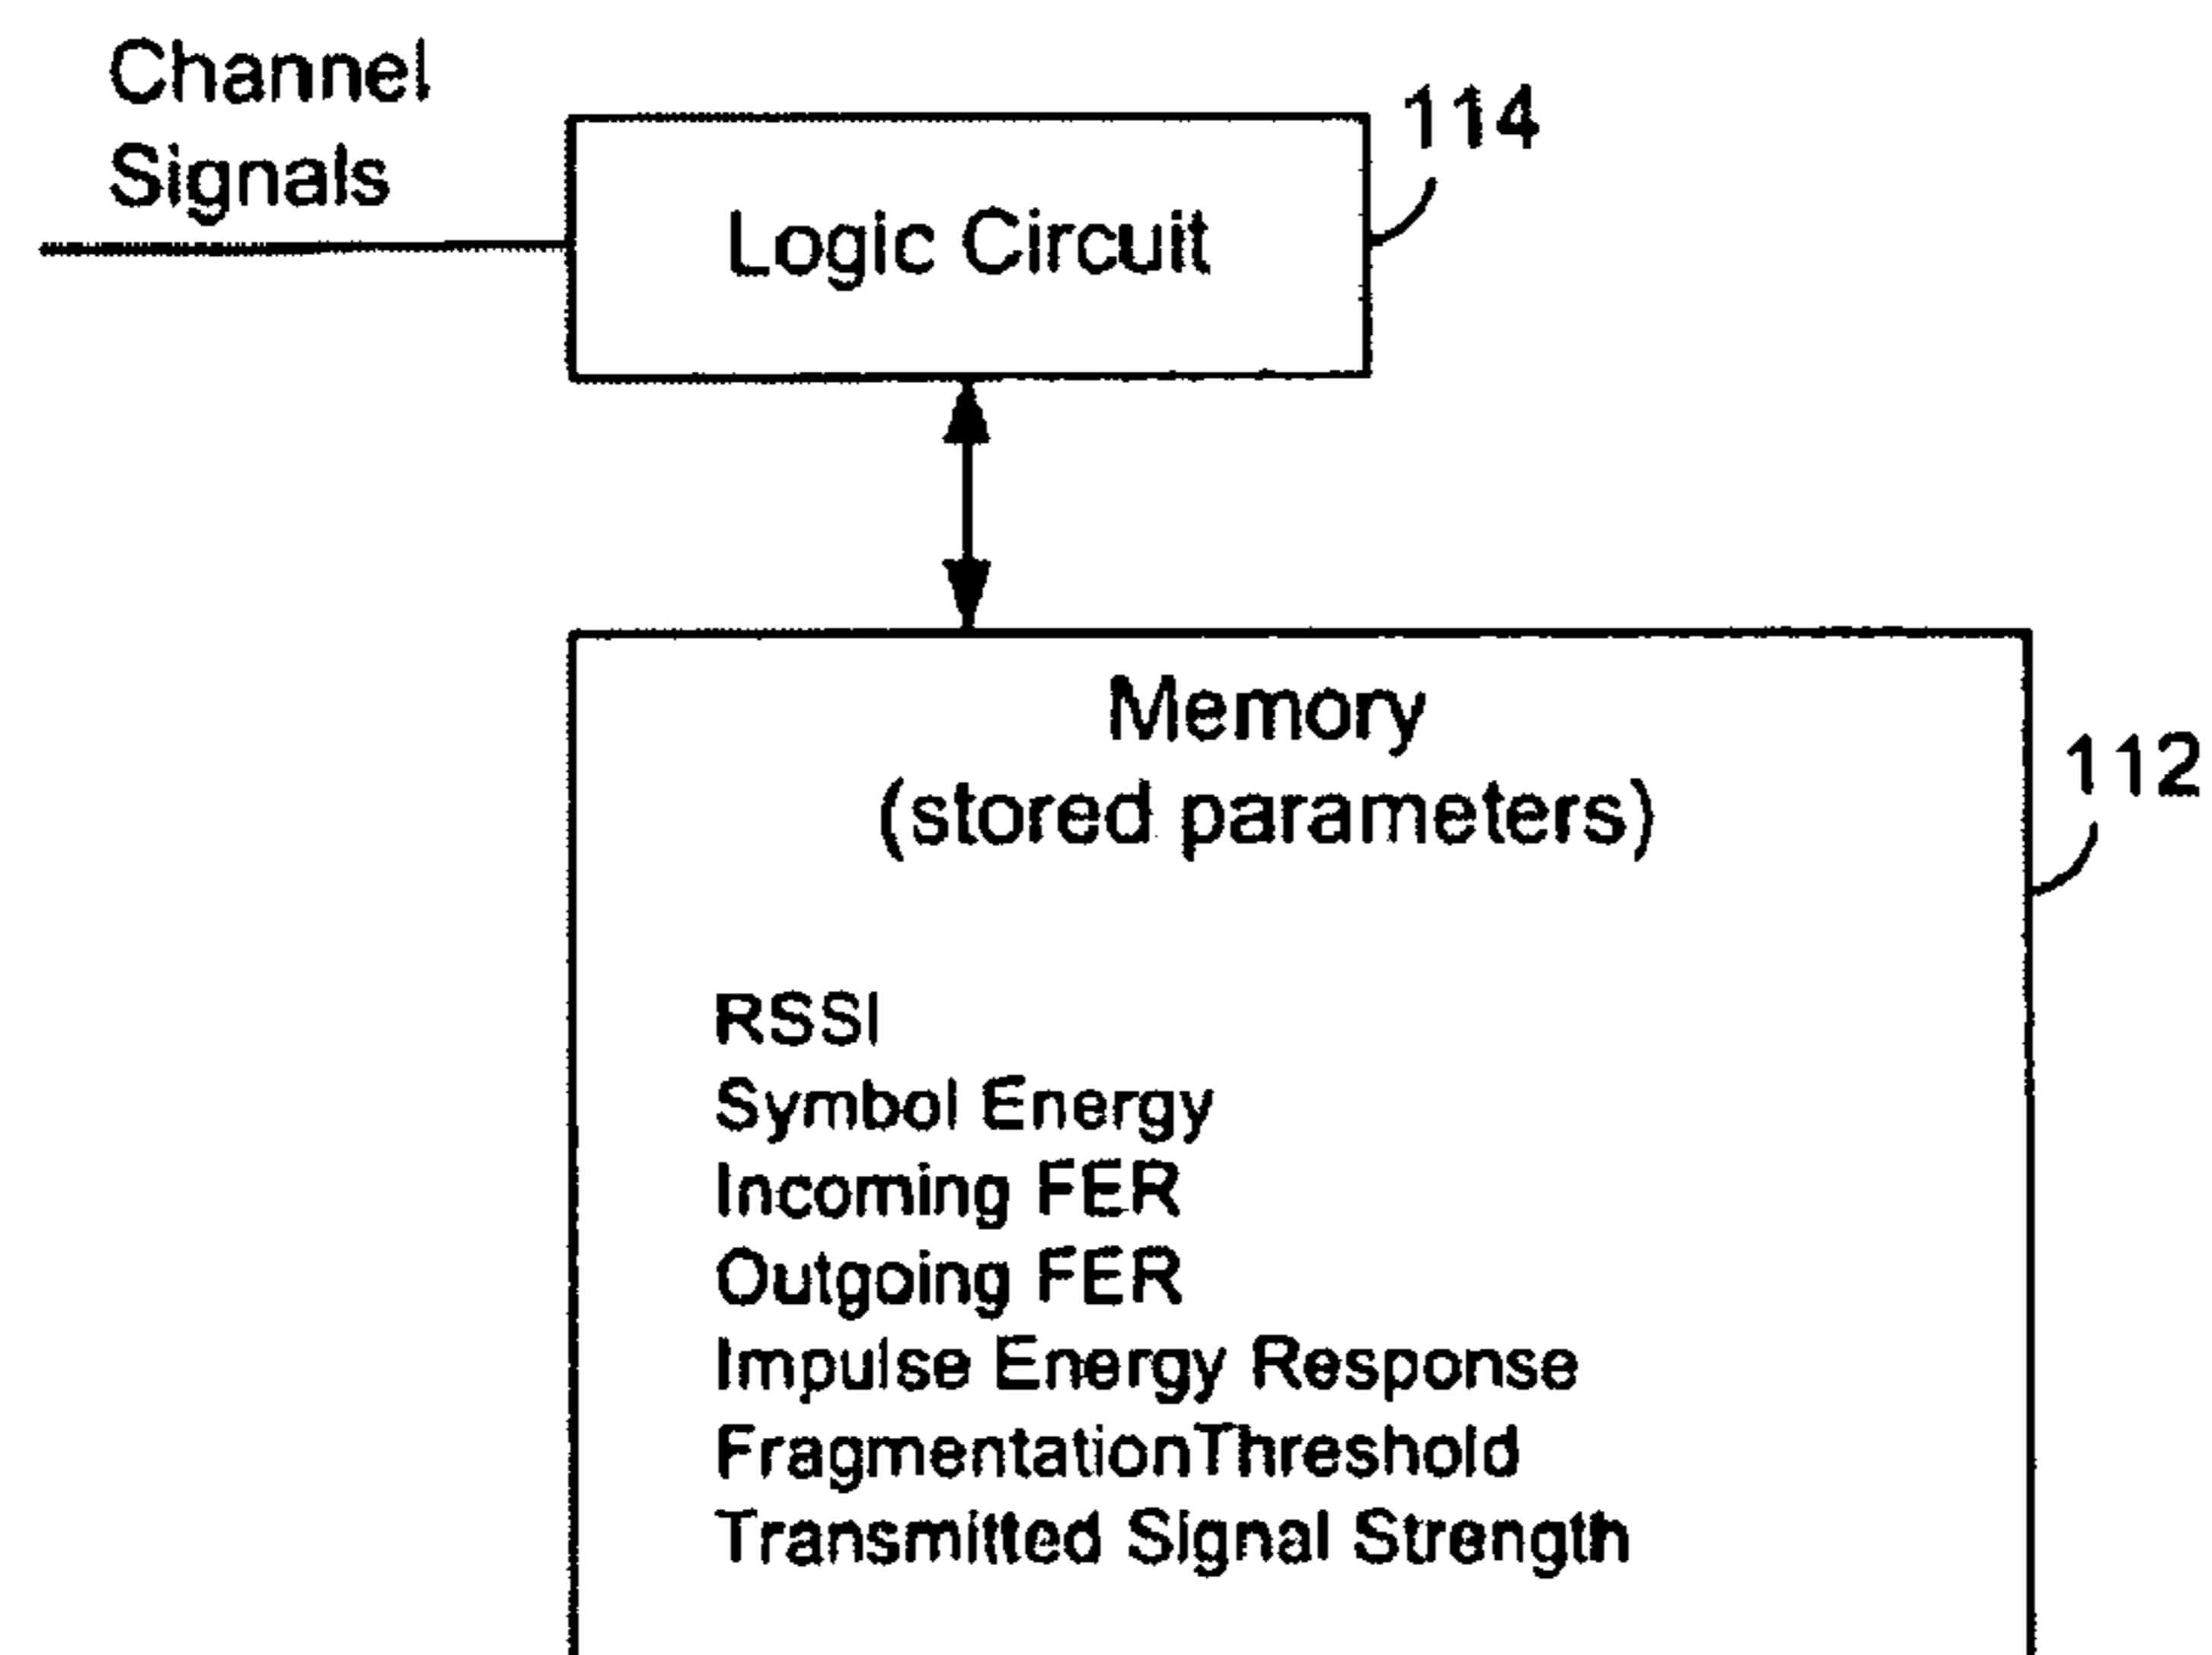 Channel
Signals
114
Logic Circuit
Memory
(stored parameters)
112
RSSI
Symbol Energy
Incoming FER
Outgoing FER
Impulse Energy Response
FragmentationThreshold
Transmitted Signal Strength